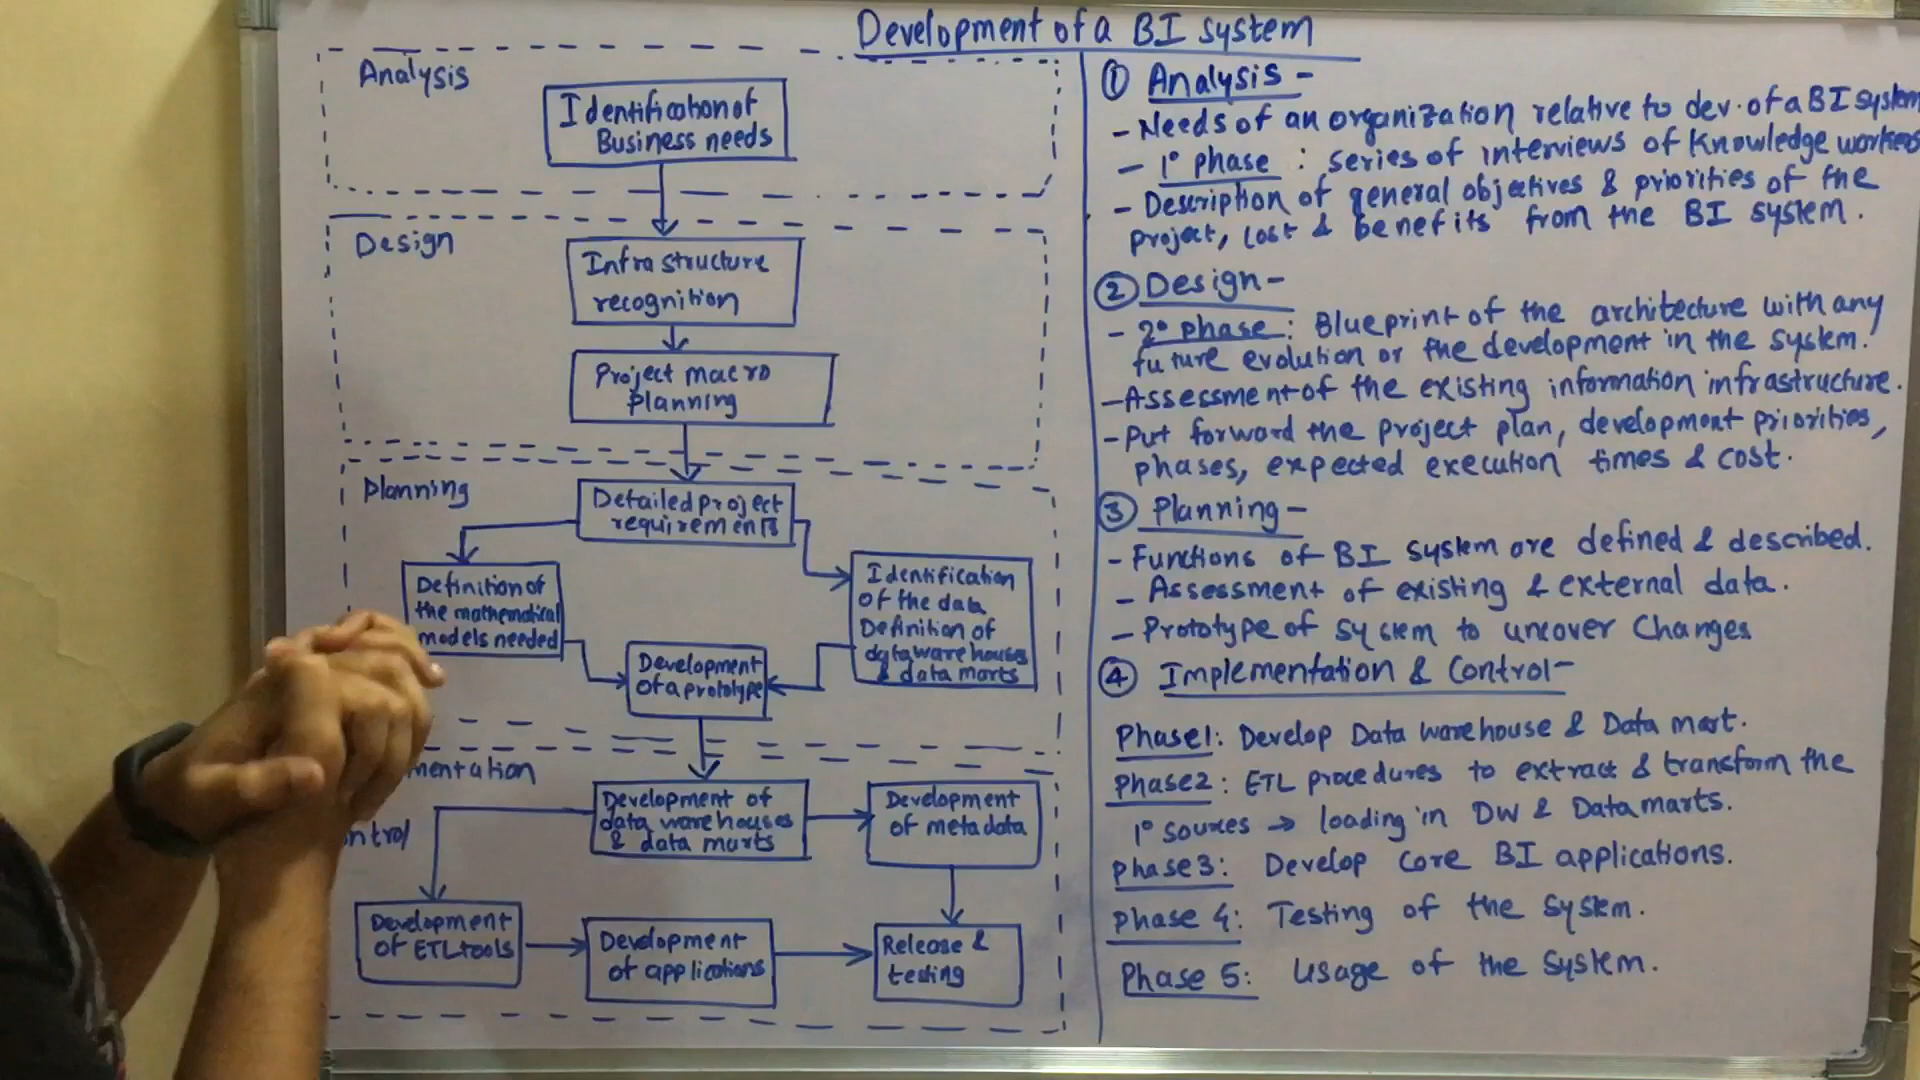 Development of a BI system
Analysis
Identification of
Business needs
Design
Infrastructure
recognition
Project macro
planning
Planning
Detailed project
requirements
Definition of
the mathematical
models needed
Identification
of the data
Definition of
data warehouses
& data marts
Development
of a prototype
mentation
ntrol
Development of
data warehouses
& data marts
Development
of metadata
Development
of ETL tools
Development
of applications
Release &
testing
① Analysis -
- Needs of an organization relative to dev. of a BI system
- 1° phase : series of interviews of knowledge workers
- Description of general objectives & priorities of the
project, cost & benefits from the BI system.
② Design -
- 2° phase : Blueprint of the architecture with any
future evolution or the development in the system.
- Assessment of the existing information infrastructure.
- Put forward the project plan, development priorities,
phases, expected execution times & cost.
③ Planning -
- Functions of BI system are defined & described.
- Assessment of existing & external data.
- Prototype of system to uncover changes
④ Implementation & Control -
Phase1: Develop Data warehouse & Data mart.
Phase2: ETL procedures to extract & transform the
1° sources → loading in DW & Data marts.
Phase3: Develop core BI applications.
Phase 4: Testing of the system.
Phase 5: Usage of the system.